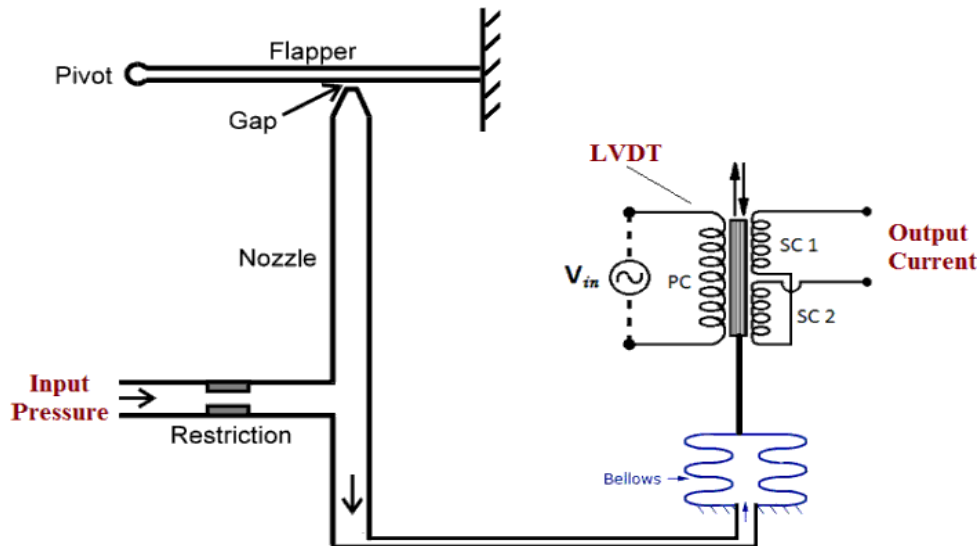 Flapper
Pivot
Gap
LVDT
Nozzle
V in
PC
SC 1
SC 2
Output
Current
Input
Pressure
Restriction
Bellows